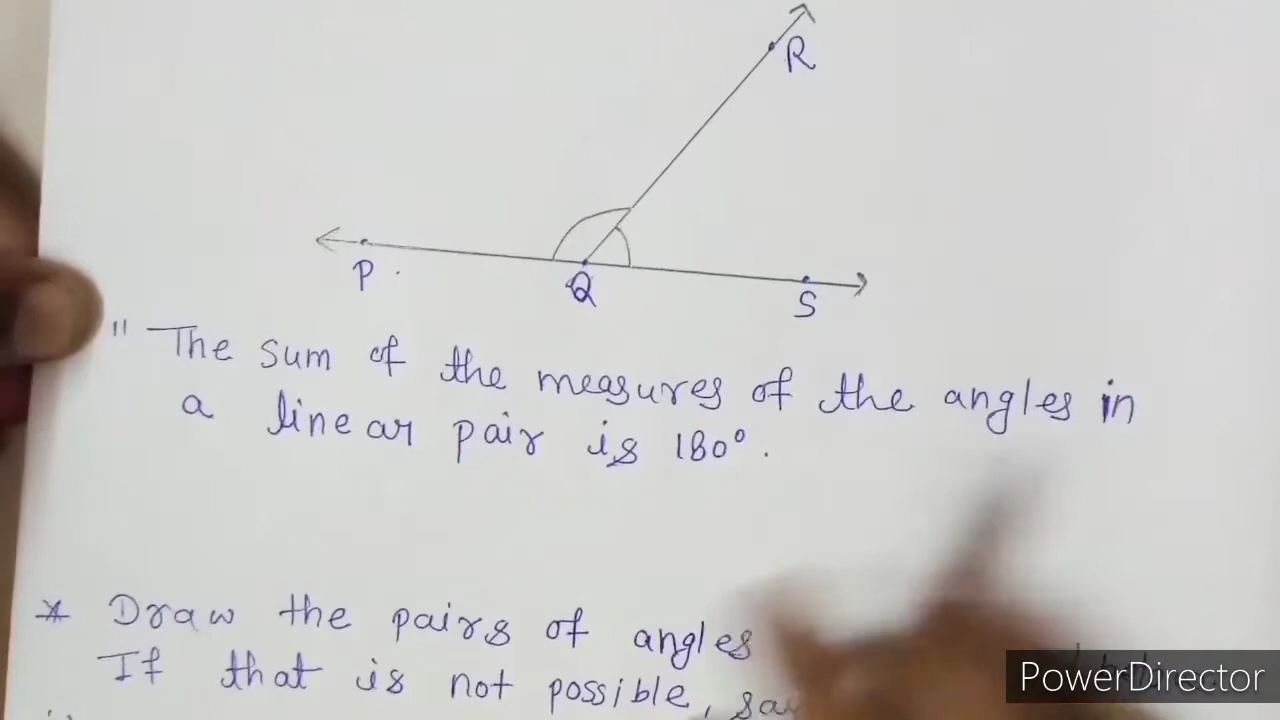 R
P
Q
S
" The sum of the measures of the angles in
a linear pair is 180°.
* Draw the pairs of angles
If that is not possible,
PowerDirector